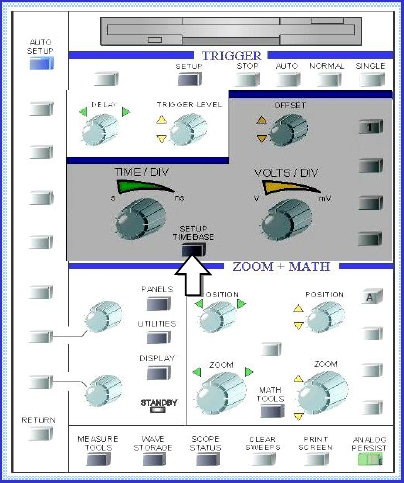 AUTO
SETUP
TRIGGER
SETUP
STOP
AUTO
NORMAL
SINGLE
DELAY
TRIGGER LEVEL
OFFSET
TIME / DIV
VOLTS / DIV
s
ns
V
mV
SETUP
TIMEBASE
ZOOM + MATH
PANELS
POSITION
POSITION
A
UTILITIES
DISPLAY
ZOOM
ZOOM
MATH
TOOLS
STANDBY
RETURN
MEASURE
TOOLS
WAVE
STORAGE
SCOPE
STATUS
CLEAR
SWEEPS
PRINT
SCREEN
ANALOG
PERSIST